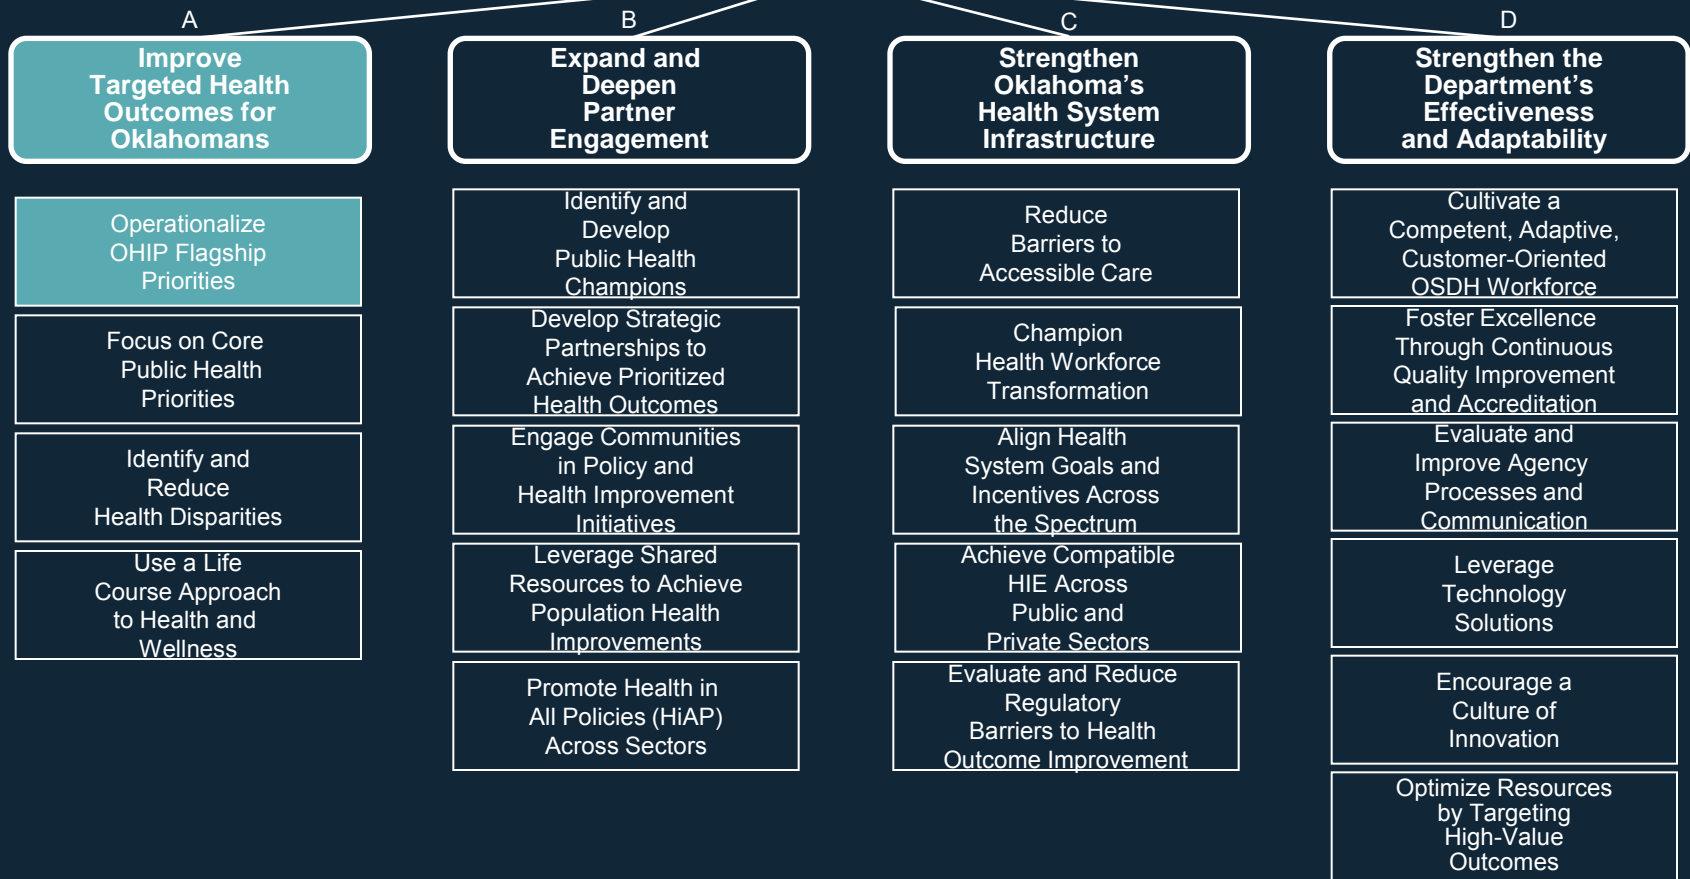 A
Improve
Targeted Health
Outcomes for
Oklahomans
Operationalize
OHIP Flagship
Priorities
Focus on Core
Public Health
Priorities
Identify and
Reduce
Health Disparities
Use a Life
Course Approach
to Health and
Wellness
B
Expand and
Deepen
Partner
Engagement
Identify and
Develop
Public Health
Champions
Develop Strategic
Partnerships to
Achieve Prioritized
Health Outcomes
Engage Communities
in Policy and
Health Improvement
Initiatives
Leverage Shared
Resources to Achieve
Population Health
Improvements
Promote Health in
All Policies (HiAP)
Across Sectors
C
Strengthen
Oklahoma’s
Health System
Infrastructure
Reduce
Barriers to
Accessible Care
Champion
Health Workforce
Transformation
Align Health
System Goals and
Incentives Across
the Spectrum
Achieve Compatible
HIE Across
Public and
Private Sectors
Evaluate and Reduce
Regulatory
Barriers to Health
Outcome Improvement
D
Strengthen the
Department’s
Effectiveness
and Adaptability
Cultivate a
Competent, Adaptive,
Customer-Oriented
OSDH Workforce
Foster Excellence
Through Continuous
Quality Improvement
and Accreditation
Evaluate and
Improve Agency
Processes and
Communication
Leverage
Technology
Solutions
Encourage a
Culture of
Innovation
Optimize Resources
by Targeting
High-Value
Outcomes